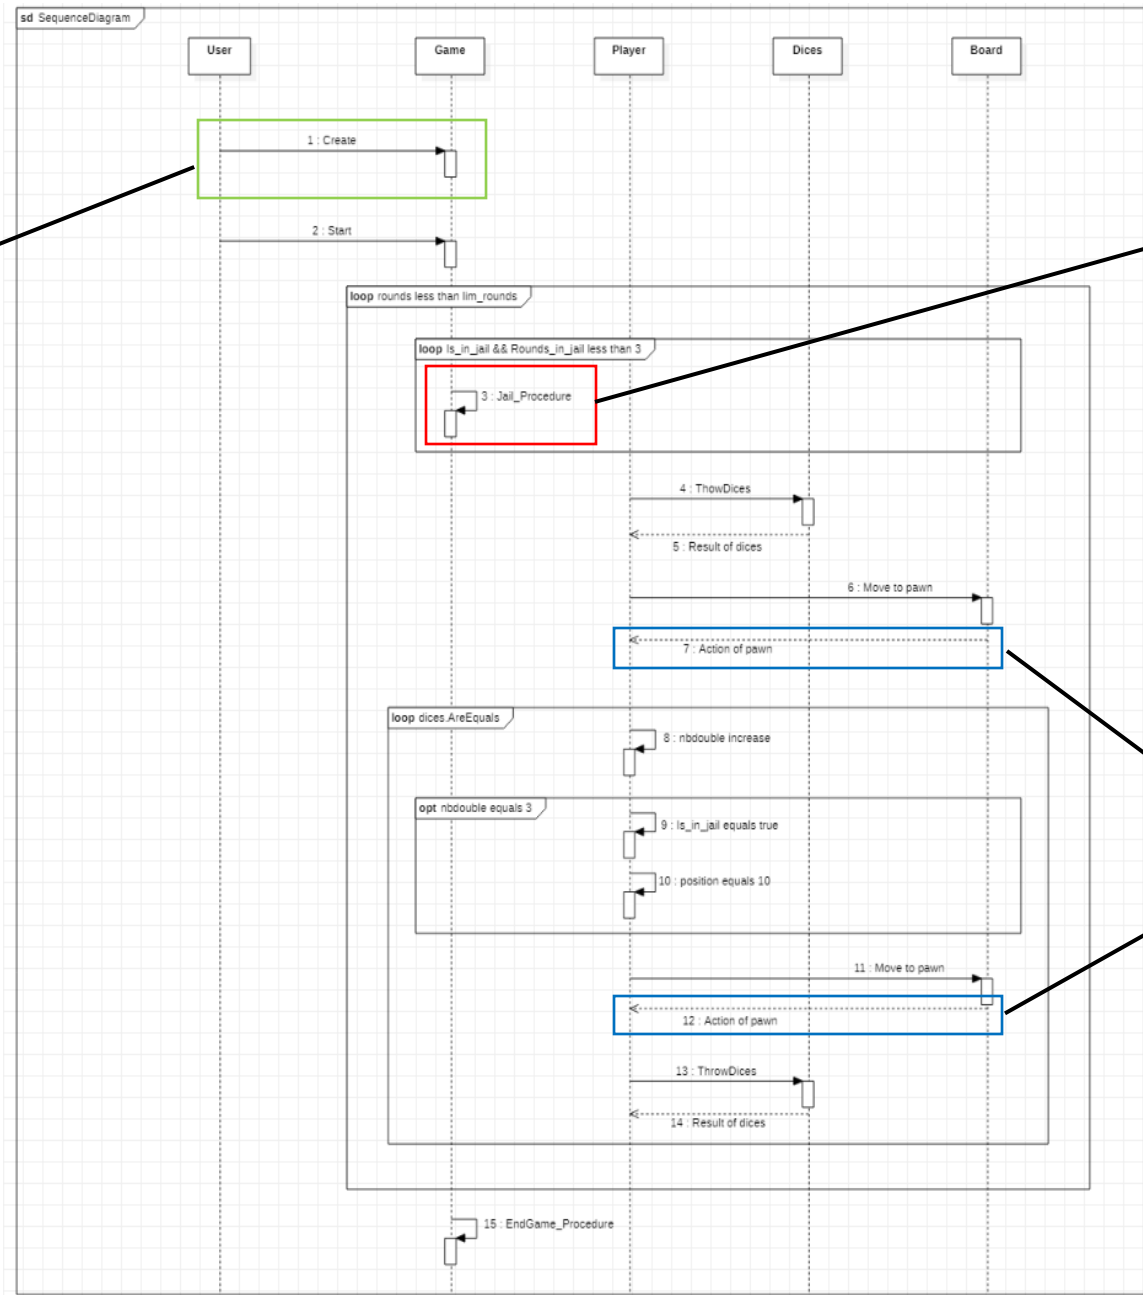 sd SequenceDiagram
User
Game
Player
Dices
Board
1 : Create
2 : Start
loop rounds less than lim_rounds
loop Is_in_jail && Rounds_in_jail less than 3
3 : Jail_Procedure
4 : ThowDices
5 : Result of dices
6 : Move to pawn
7 : Action of pawn
loop dices.AreEquals
8 : nbdouble increase
opt nbdouble equals 3
9 : Is_in_jail equals true
10 : position equals 10
11 : Move to pawn
12 : Action of pawn
13 : ThrowDices
14 : Result of dices
15 : EndGame_Procedure